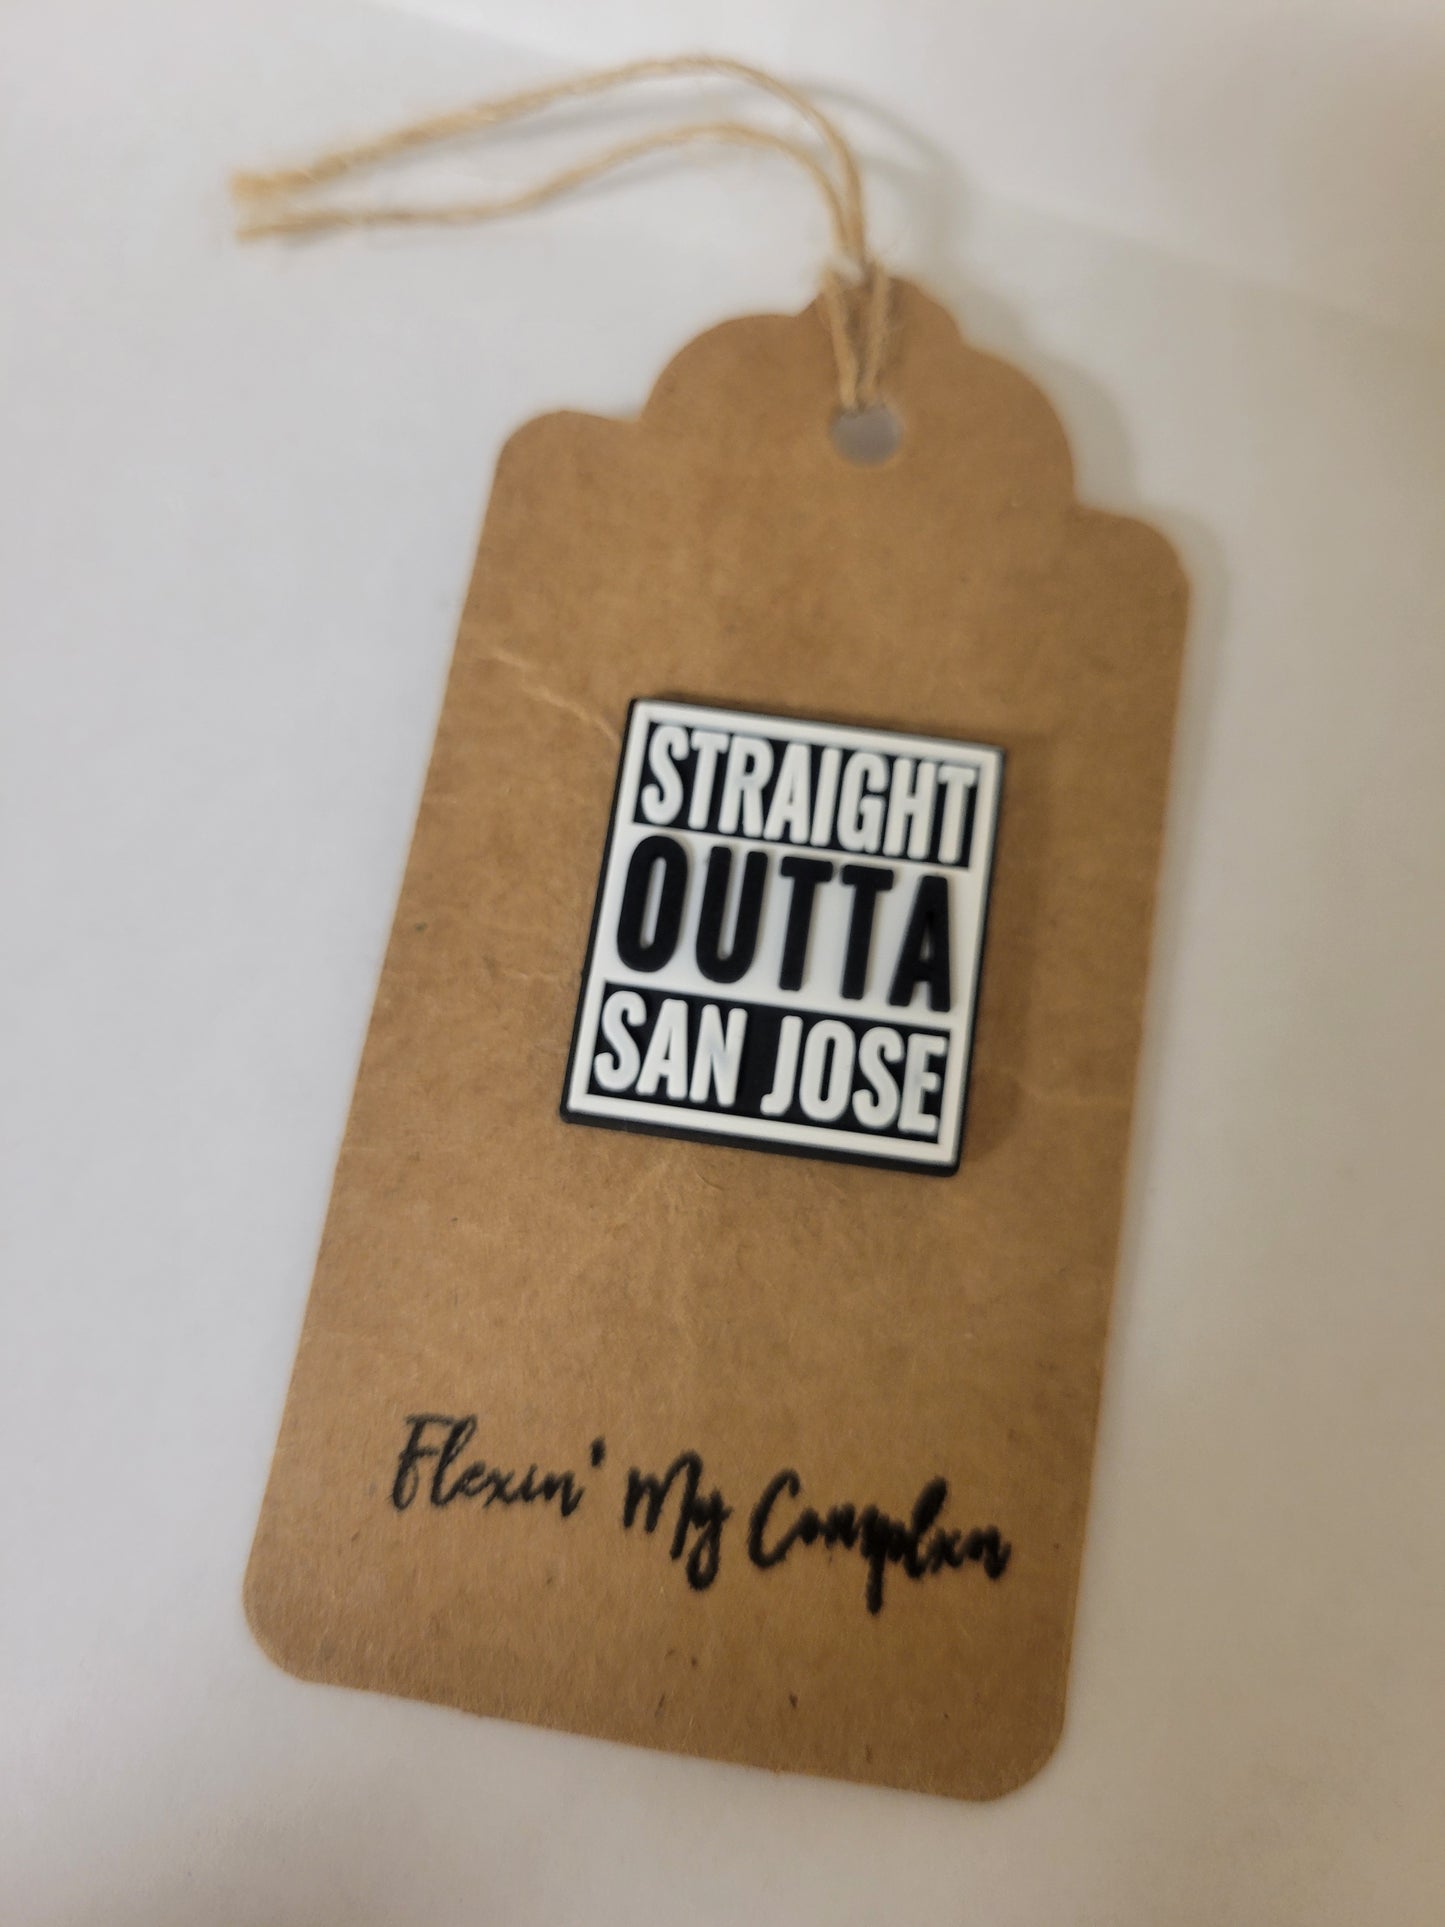 STRAIGHT
OUTTA
SAN JOSE
Flexin' My Complxn